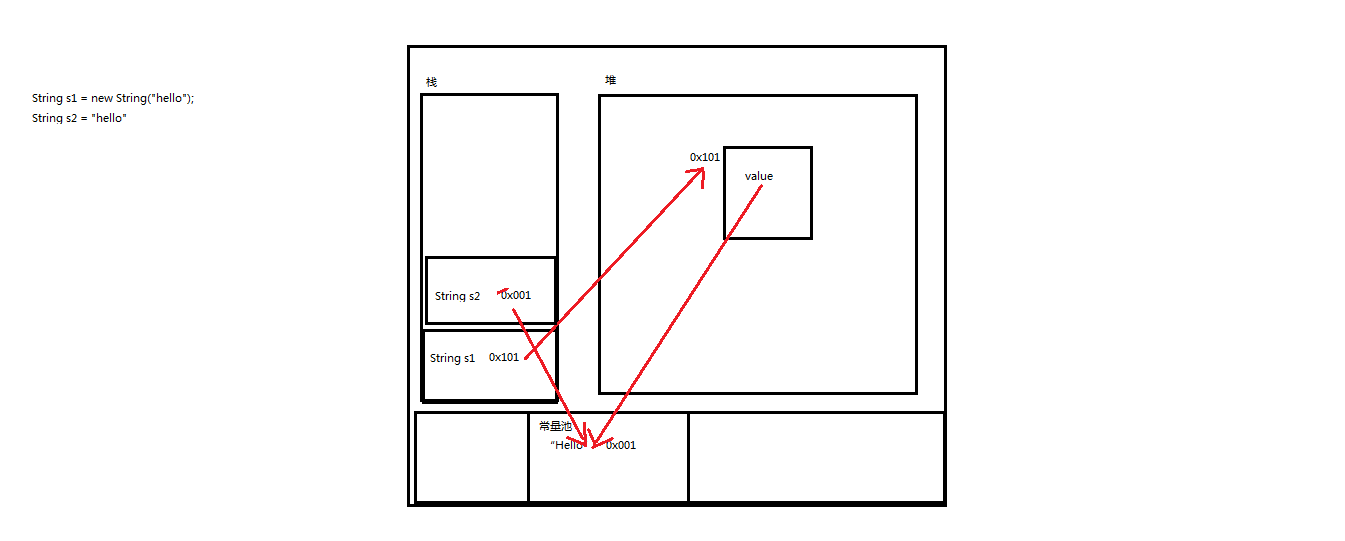 String s1 = new String("hello");
String s2 = "hello"
栈
堆
0x101
value
String s2 0x001
String s1 0x101
常量池
“Hello 0x001